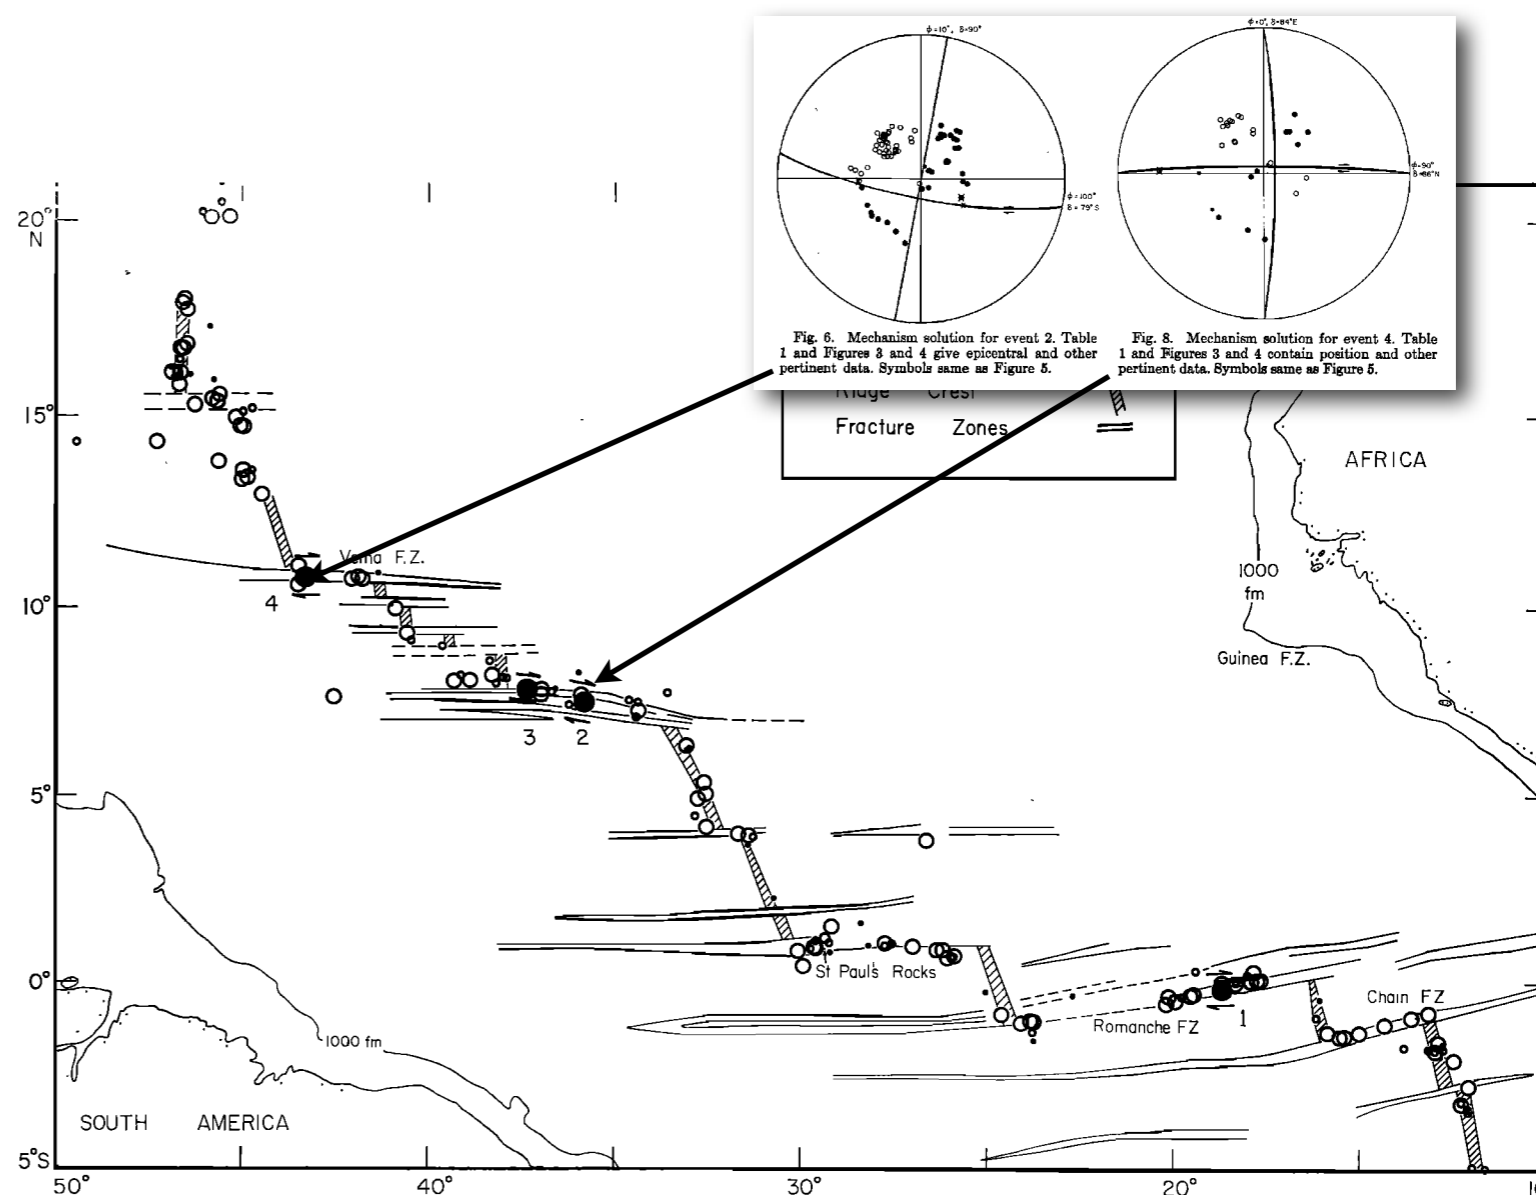 φ=10°, δ=90°
φ=100°
δ=79°S
Fig. 6. Mechanism solution for event 2. Table
1 and Figures 3 and 4 give epicentral and other
pertinent data. Symbols same as Figure 5.
φ=0°, δ=84°E
φ=90°
δ=86°N
Fig. 8. Mechanism solution for event 4. Table
1 and Figures 3 and 4 contain position and other
pertinent data. Symbols same as Figure 5.
Ridge Crest
Fracture Zones
20°
N
15°
10°
5°
0°
5°S
50°
40°
30°
20°
AFRICA
1000
fm
Guinea F.Z.
Vema F.Z.
4
3
2
St Paul's Rocks
Romanche FZ
1
Chain FZ
1000 fm
SOUTH AMERICA